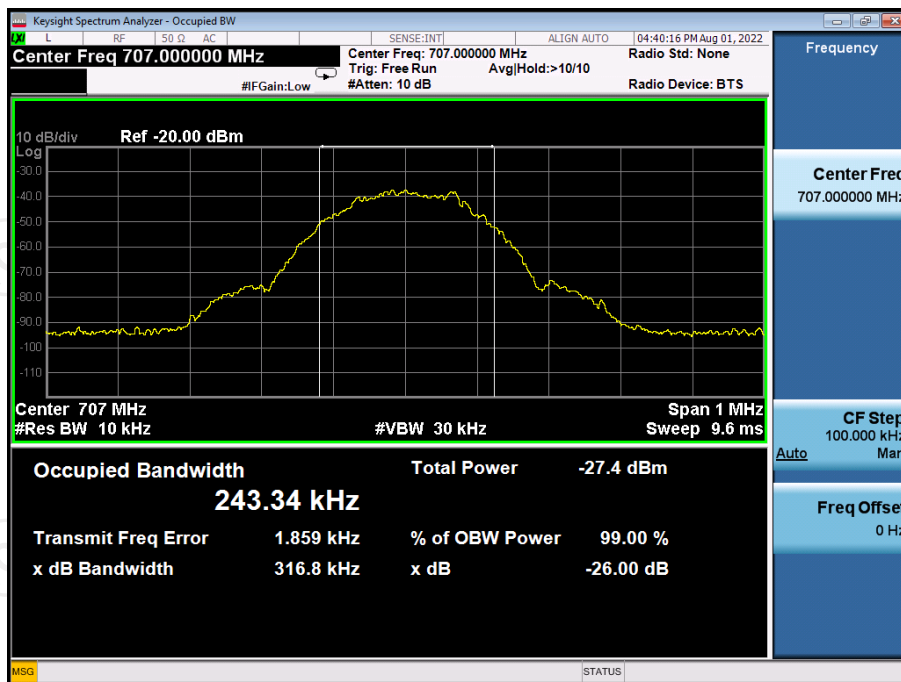 Keysight Spectrum Analyzer - Occupied BW
LXI L RF 50 Ω AC SENSE:INT ALIGN AUTO 04:40:16 PM Aug 01, 2022
Center Freq 707.000000 MHz
Center Freq: 707.000000 MHz
Radio Std: None
Trig: Free Run
Avg|Hold:>10/10
#IFGain:Low
#Atten: 10 dB
Radio Device: BTS
10 dB/div
Ref -20.00 dBm
Log
-30.0
-40.0
-50.0
-60.0
-70.0
-80.0
-90.0
-100
-110
Center 707 MHz
Span 1 MHz
#Res BW 10 kHz
#VBW 30 kHz
Sweep 9.6 ms
Occupied Bandwidth
Total Power -27.4 dBm
243.34 kHz
Transmit Freq Error 1.859 kHz
% of OBW Power 99.00 %
x dB Bandwidth 316.8 kHz
x dB -26.00 dB
Frequency
Center Freq
707.000000 MHz
CF Step
100.000 kHz
Auto Man
Freq Offset
0 Hz
MSG
STATUS